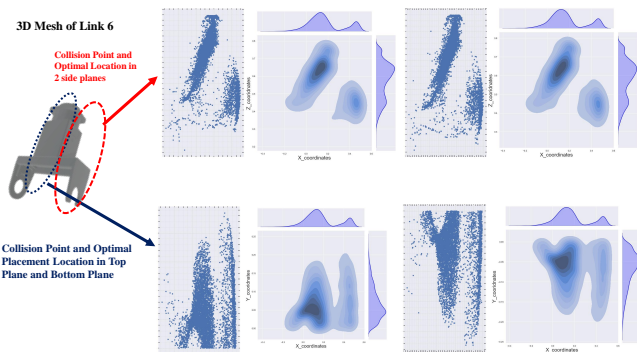 3D Mesh of Link 6
Collision Point and
Optimal Location in
2 side planes
Collision Point and Optimal
Placement Location in Top
Plane and Bottom Plane
Z_coordinates
X_coordinates
Z_coordinates
X_coordinates
Y_coordinates
X_coordinates
Y_coordinates
X_coordinates